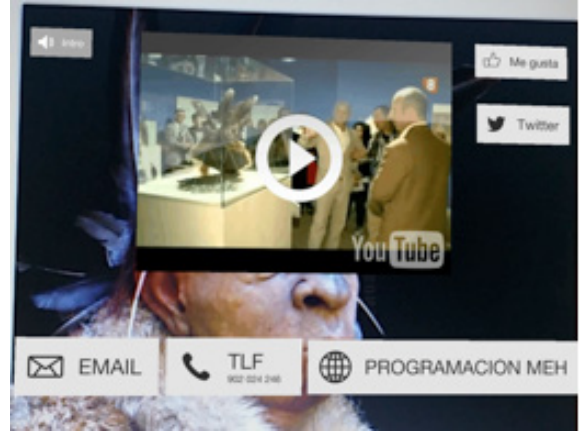 Intro
Me gusta
Twitter
YouTube
EMAIL
TLF
902 024 246
PROGRAMACION MEH